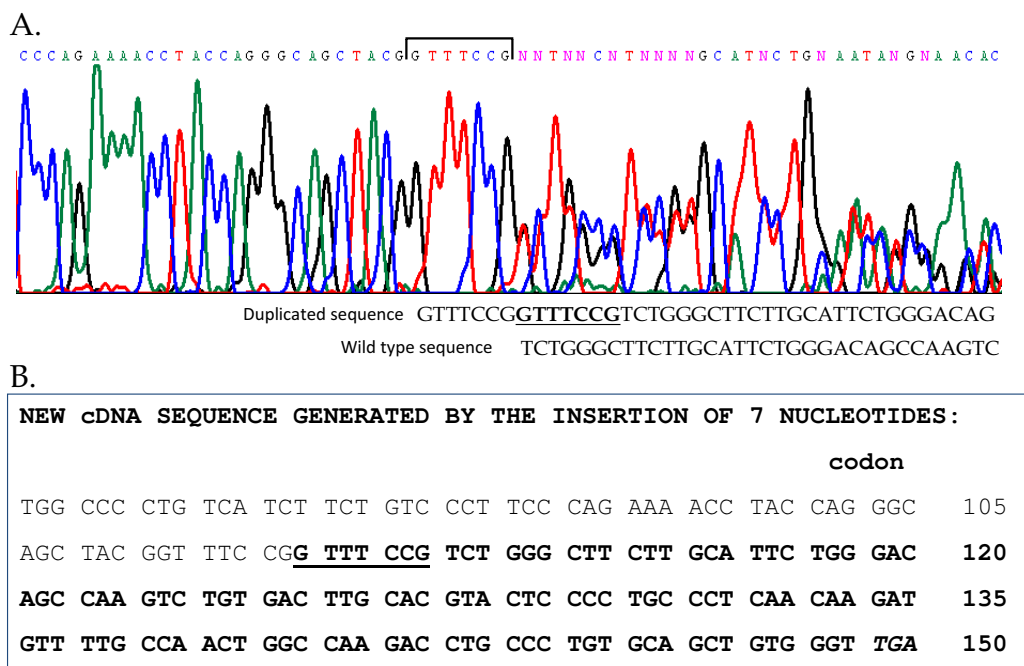 A.
CCCAGAAAACCTACCAGGGCAGCTACGGTTTCCGNNTNNCNTNNNNGCATNCTGNAATANGNAACAC
Duplicated sequence GTTTCCGGTTTCCGTCTGGGCTTCTTGCATTCTGGGACAG
Wild type sequence TCTGGGCTTCTTGCATTCTGGGACAGCCAAGTC
B.
NEW cDNA SEQUENCE GENERATED BY THE INSERTION OF 7 NUCLEOTIDES:
codon
TGG CCC CTG TCA TCT TCT GTC CCT TCC CAG AAA ACC TAC CAG GGC 105
AGC TAC GGT TTC CGG TTT CCG TCT GGG CTT CTT GCA TTC TGG GAC 120
AGC CAA GTC TGT GAC TTG CAC GTA CTC CCC TGC CCT CAA CAA GAT 135
GTT TTG CCA ACT GGC CAA GAC CTG CCC TGT GCA GCT GTG GGT TGA 150